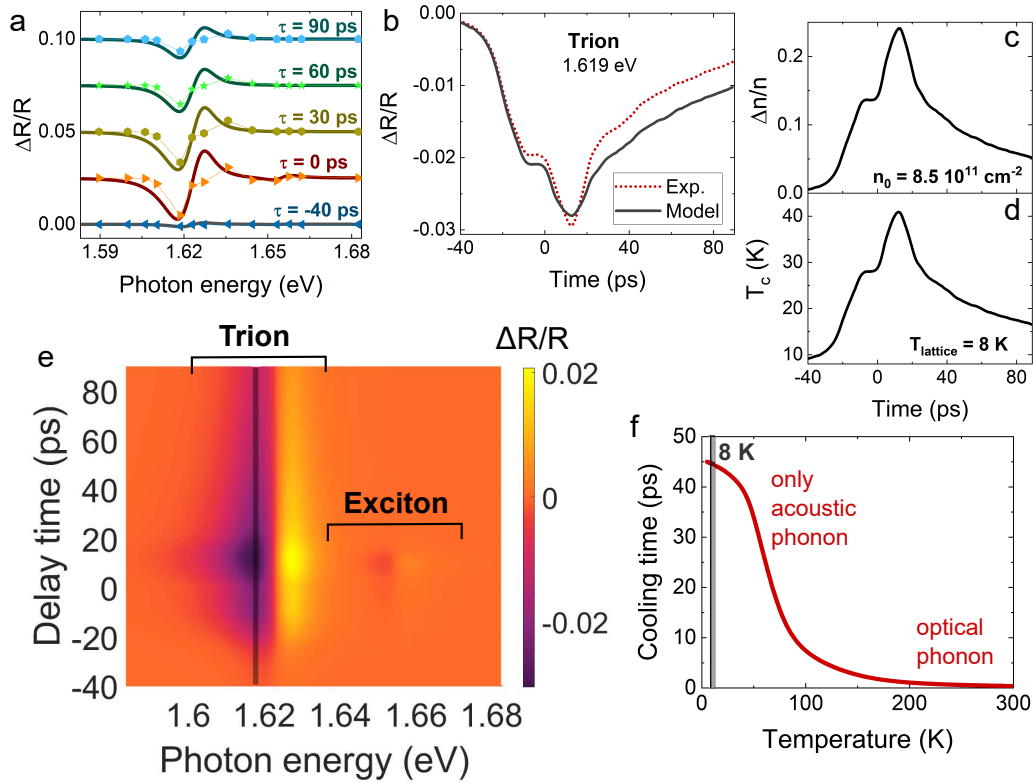 a
τ = 90 ps
τ = 60 ps
τ = 30 ps
τ = 0 ps
τ = -40 ps
0.10
0.05
0.00
ΔR/R
1.59 1.62 1.65 1.68
Photon energy (eV)
b
Trion
1.619 eV
0.00
-0.01
-0.02
-0.03
ΔR/R
Exp.
Model
-40 0 40 80
Time (ps)
c
0.2
0.1
0.0
Δn/n
n₀ = 8.5 10¹¹ cm⁻²
d
40
30
20
10
T_c (K)
T_lattice = 8 K
-40 0 40 80
Time (ps)
e
Trion
Exciton
ΔR/R
0.02
0
-0.02
80
60
40
20
0
-20
-40
Delay time (ps)
1.6 1.62 1.64 1.66 1.68
Photon energy (eV)
f
8 K
only
acoustic
phonon
optical
phonon
50
40
30
20
10
0
Cooling time (ps)
0 100 200 300
Temperature (K)